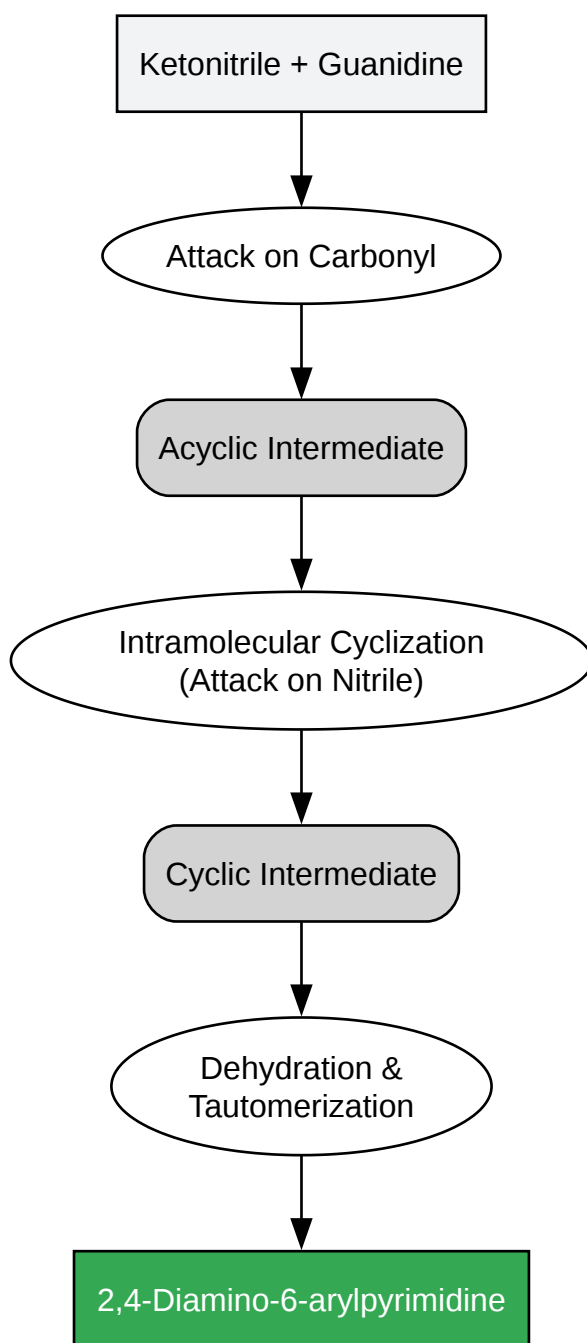 Ketonitrile + Guanidine
Attack on Carbonyl
Acyclic Intermediate
Intramolecular Cyclization
(Attack on Nitrile)
Cyclic Intermediate
Dehydration &
Tautomerization
2,4-Diamino-6-arylpyrimidine